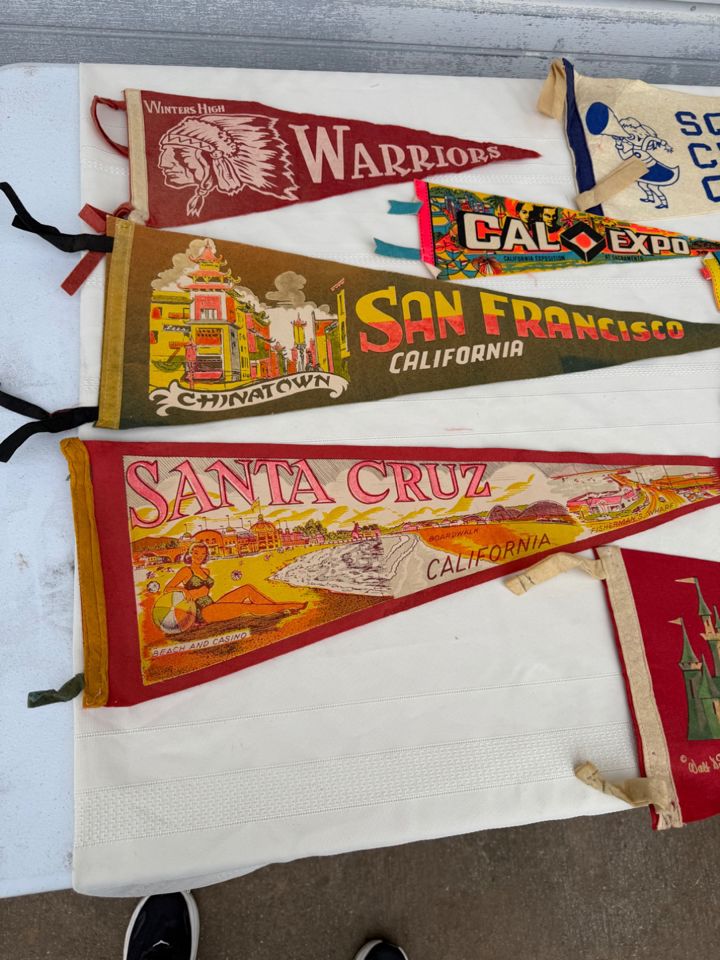 WINTERS HIGH
WARRIORS
CAL EXPO
CALIFORNIA EXPOSITION AT SACRAMENTO
CHINATOWN
SAN FRANCISCO
CALIFORNIA
SANTA CRUZ
BOARDWALK
FISHERMAN'S WHARF
CALIFORNIA
BEACH AND CASINO
© Walt